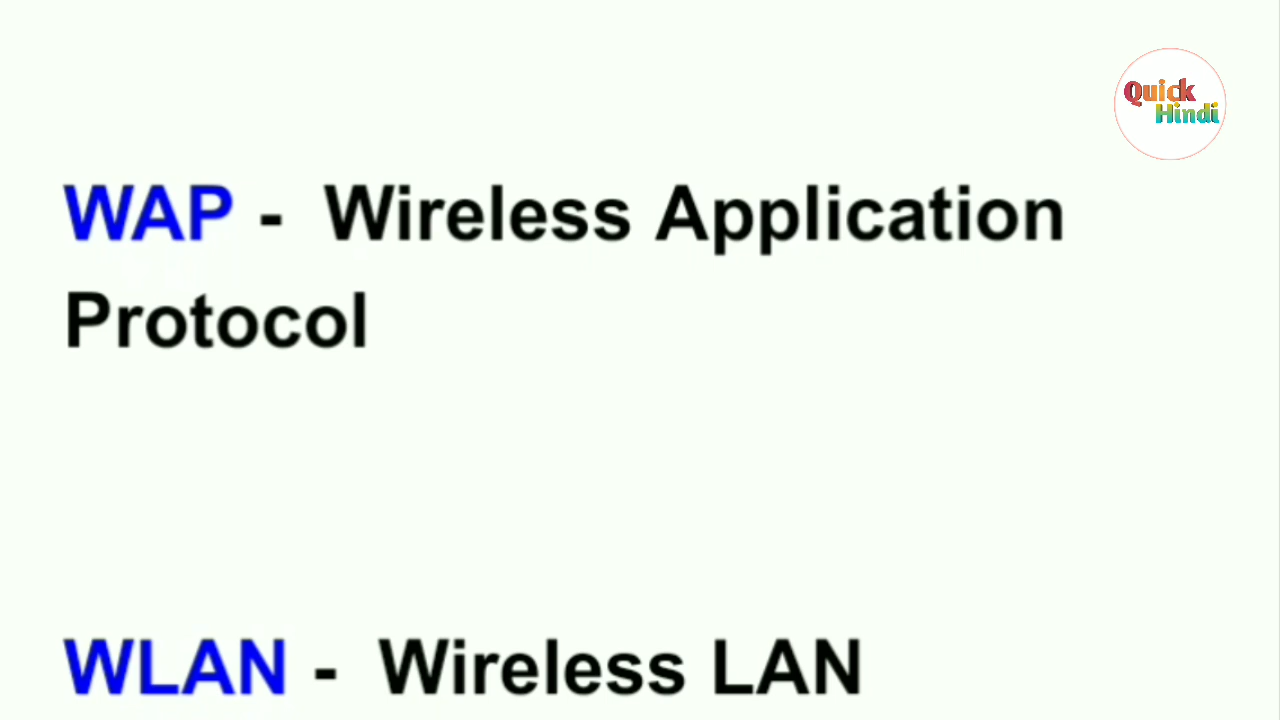 Quick
Hindi
WAP - Wireless Application
Protocol
WLAN - Wireless LAN